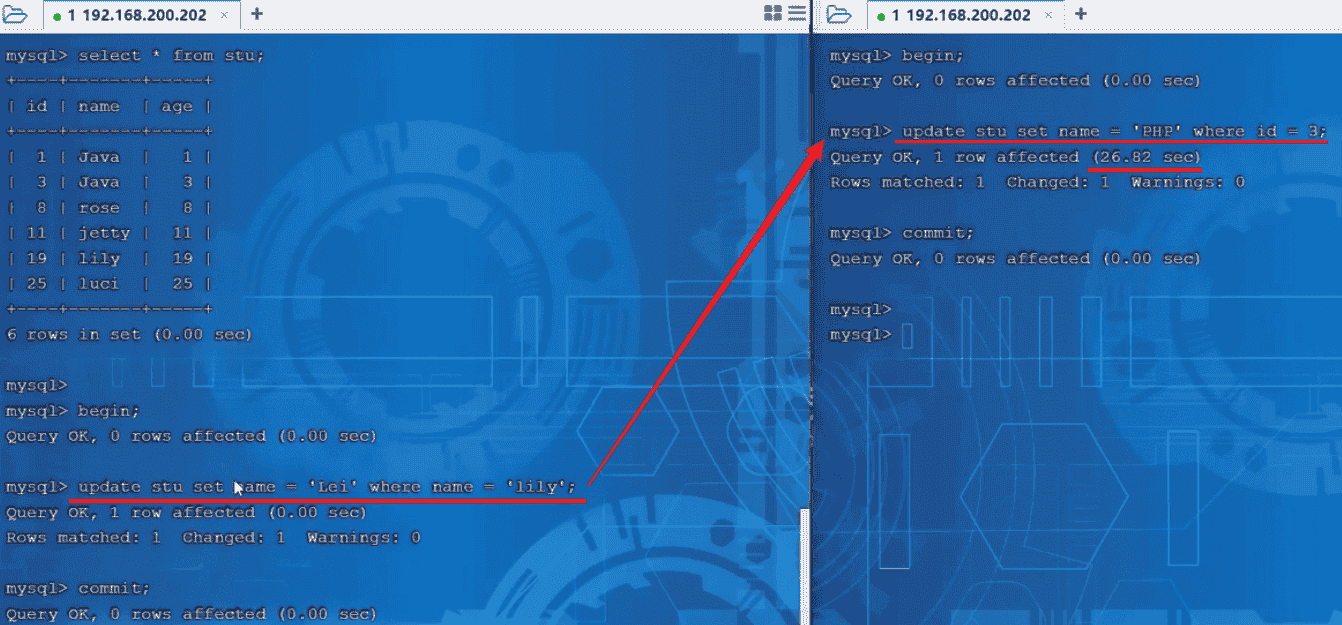 1 192.168.200.202 × +
mysql> select * from stu;
+----+-------+-----+
| id | name  | age |
+----+-------+-----+
|  1 | Java  |   1 |
|  3 | Java  |   3 |
|  8 | rose  |   8 |
| 11 | jetty |  11 |
| 19 | lily  |  19 |
| 25 | luci  |  25 |
+----+-------+-----+
6 rows in set (0.00 sec)
mysql>
mysql> begin;
Query OK, 0 rows affected (0.00 sec)
mysql> update stu set name = 'Lei' where name = 'lily';
Query OK, 1 row affected (0.00 sec)
Rows matched: 1  Changed: 1  Warnings: 0
mysql> commit;
Query OK, 0 rows affected (0.00 sec)
1 192.168.200.202 × +
mysql> begin;
Query OK, 0 rows affected (0.00 sec)
mysql> update stu set name = 'PHP' where id = 3;
Query OK, 1 row affected (26.82 sec)
Rows matched: 1  Changed: 1  Warnings: 0
mysql> commit;
Query OK, 0 rows affected (0.00 sec)
mysql>
mysql>